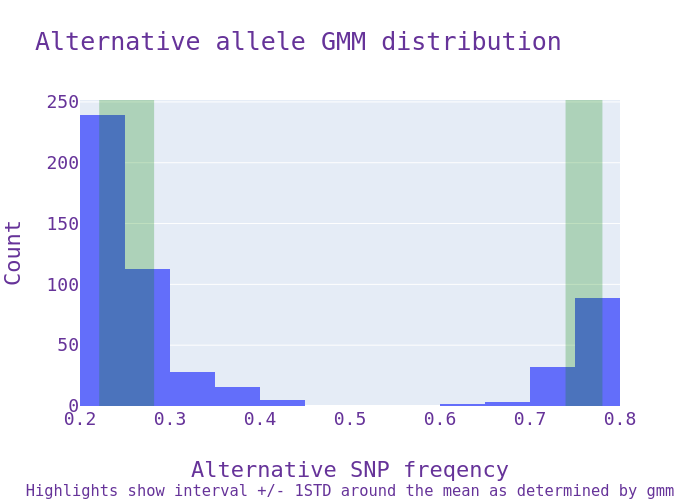 Alternative allele GMM distribution
250
200
150
100
50
0
Count
0.2 0.3 0.4 0.5 0.6 0.7 0.8
Alternative SNP freqency
Highlights show interval +/- 1STD around the mean as determined by gmm